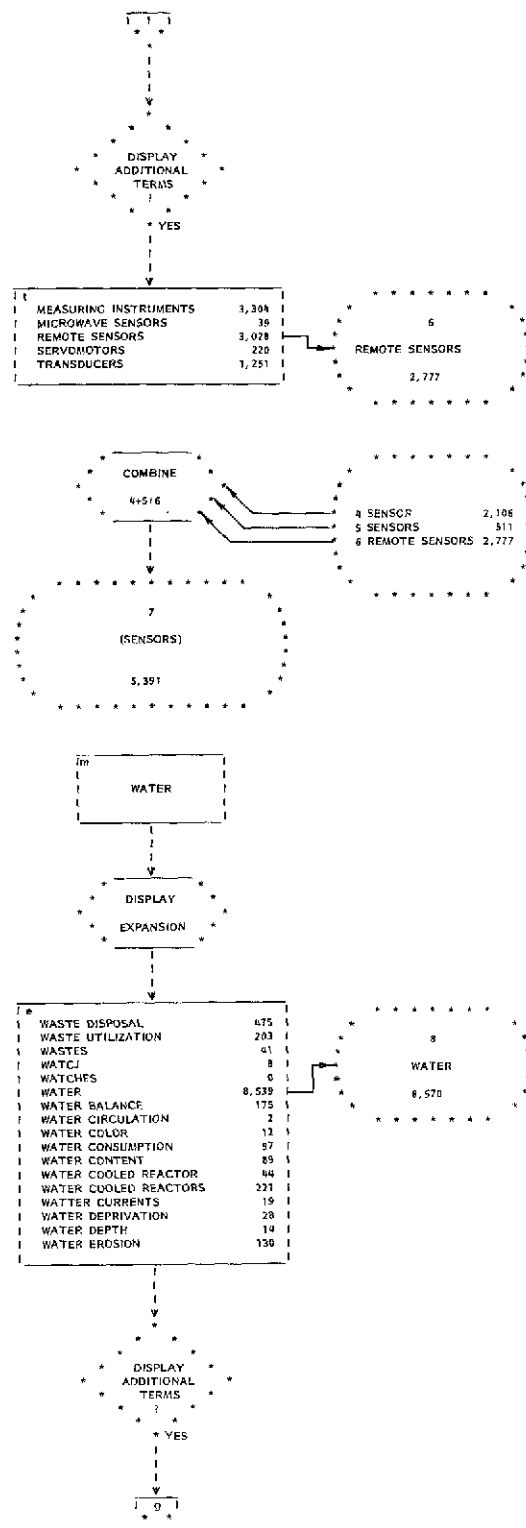 DISPLAY
ADDITIONAL
TERMS
?
YES
t
MEASURING INSTRUMENTS 3,304
MICROWAVE SENSORS 39
REMOTE SENSORS 3,028
SERVOMOTORS 220
TRANSDUCERS 1,251
6
REMOTE SENSORS
2,777
COMBINE
4+5+6
4 SENSOR 2,106
5 SENSORS 511
6 REMOTE SENSORS 2,777
7
(SENSORS)
5,391
m
WATER
DISPLAY
EXPANSION
e
WASTE DISPOSAL 475
WASTE UTILIZATION 203
WASTES 41
WATCJ 8
WATCHES 0
WATER 8,539
WATER BALANCE 175
WATER CIRCULATION 2
WATER COLOR 12
WATER CONSUMPTION 57
WATER CONTENT 89
WATER COOLED REACTOR 44
WATER COOLED REACTORS 221
WATTER CURRENTS 19
WATER DEPRIVATION 28
WATER DEPTH 14
WATER EROSION 130
8
WATER
8,570
DISPLAY
ADDITIONAL
TERMS
?
YES
g